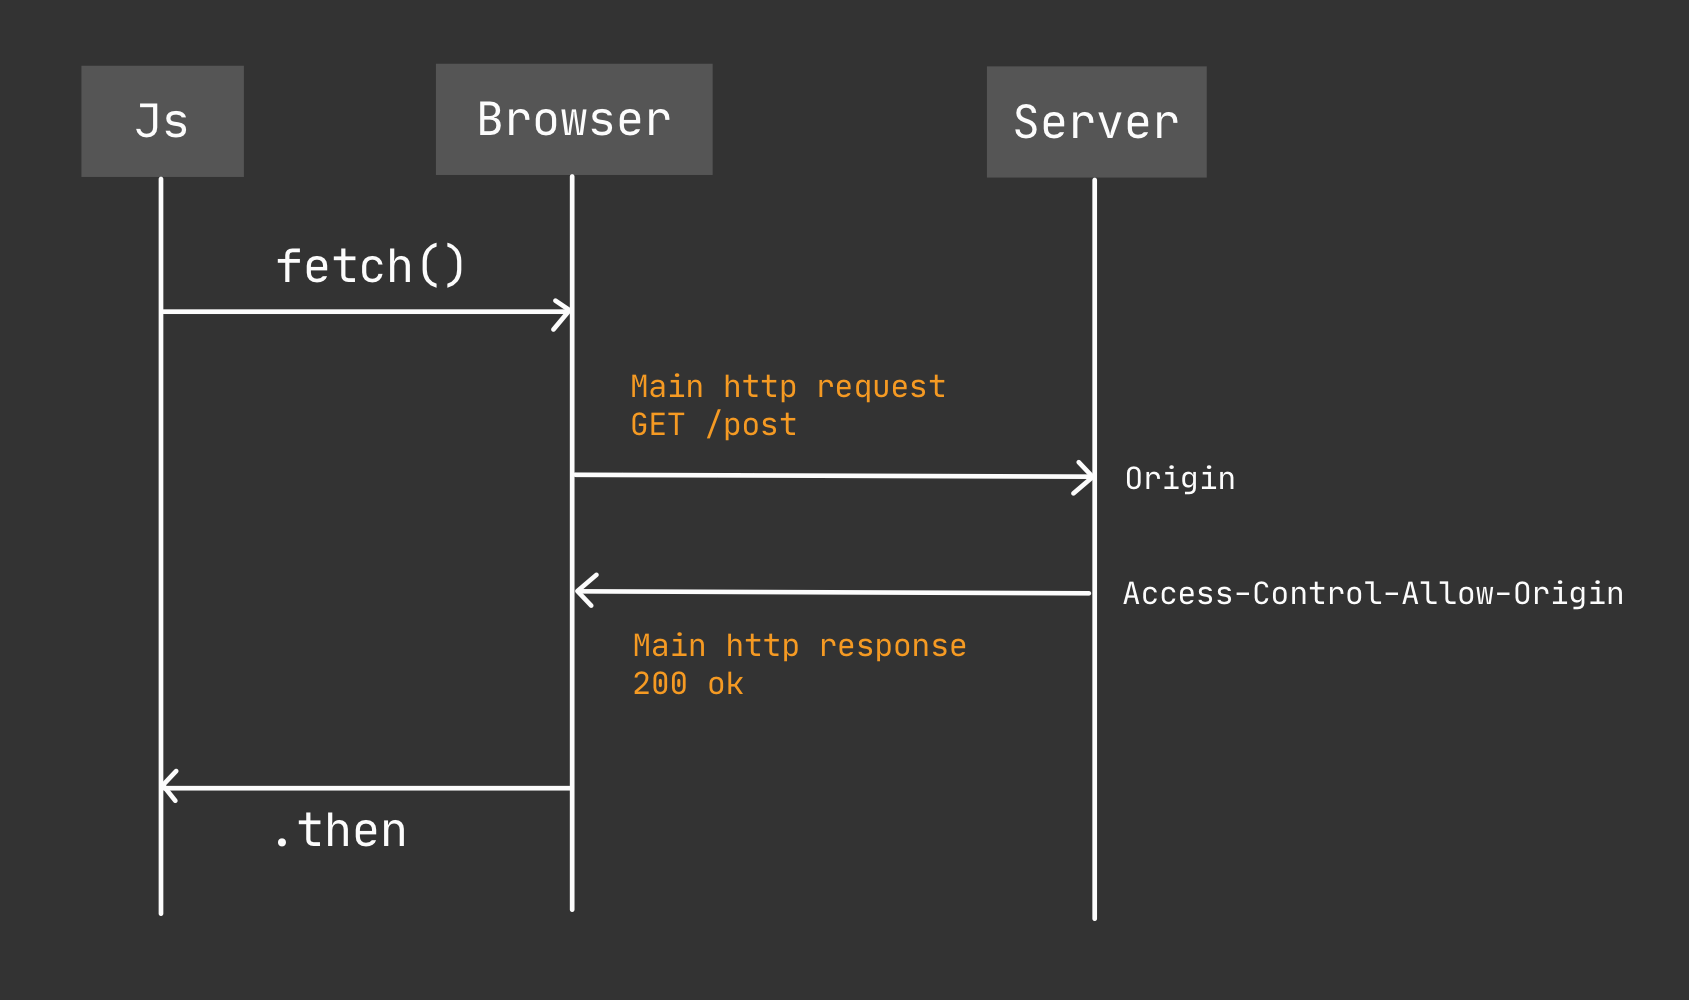 Js
Browser
Server
fetch()
Main http request
GET /post
Origin
Access-Control-Allow-Origin
Main http response
200 ok
.then